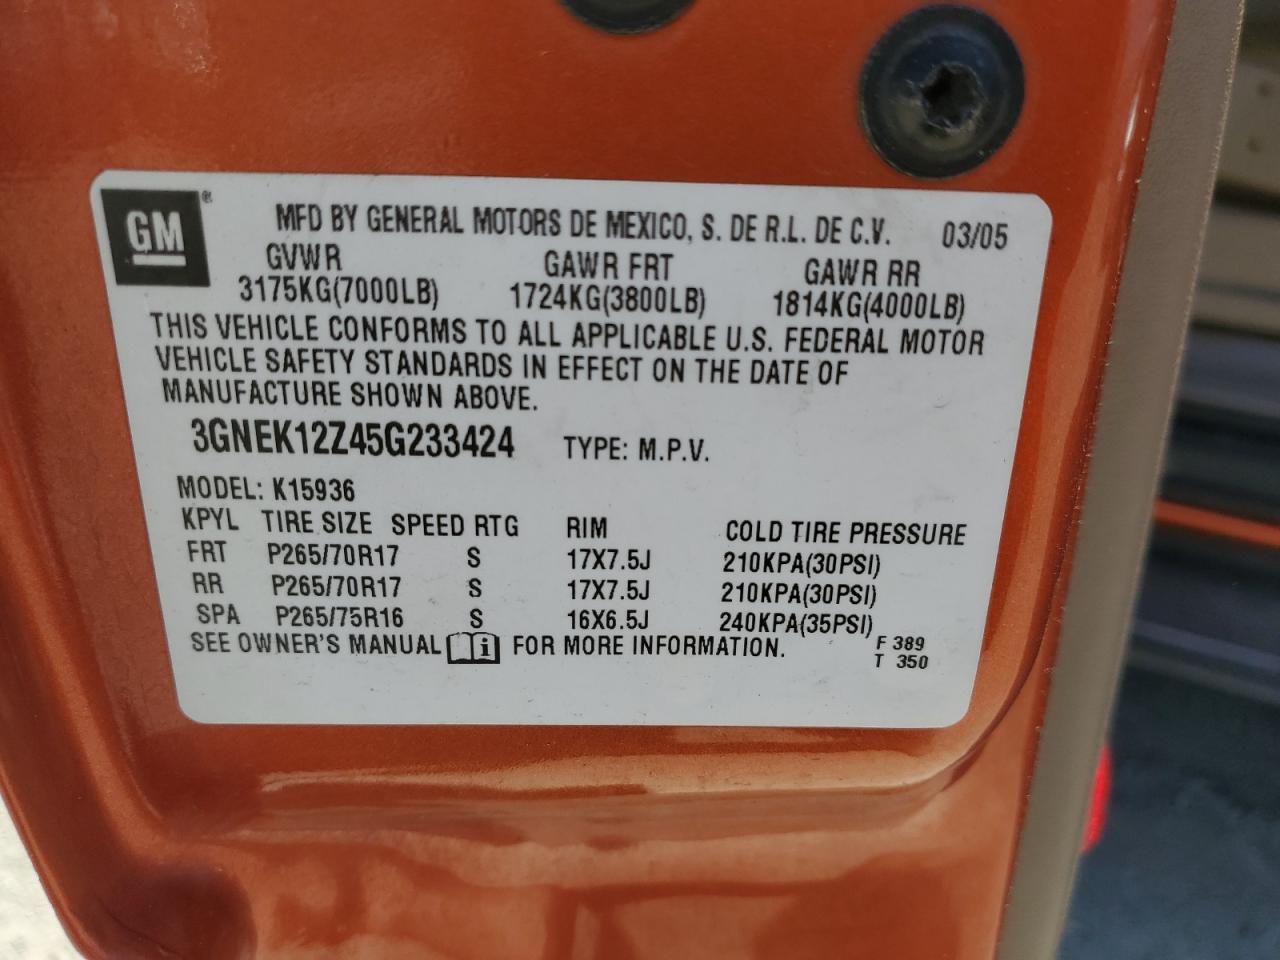 GM ® MFD BY GENERAL MOTORS DE MEXICO, S. DE R.L. DE C.V. 03/05
GVWR GAWR FRT GAWR RR
3175KG(7000LB) 1724KG(3800LB) 1814KG(4000LB)
THIS VEHICLE CONFORMS TO ALL APPLICABLE U.S. FEDERAL MOTOR
VEHICLE SAFETY STANDARDS IN EFFECT ON THE DATE OF
MANUFACTURE SHOWN ABOVE.
3GNEK12Z45G233424 TYPE: M.P.V.
MODEL: K15936
KPYL TIRE SIZE SPEED RTG RIM COLD TIRE PRESSURE
FRT P265/70R17 S 17X7.5J 210KPA(30PSI)
RR P265/70R17 S 17X7.5J 210KPA(30PSI)
SPA P265/75R16 S 16X6.5J 240KPA(35PSI)
SEE OWNER'S MANUAL i FOR MORE INFORMATION. F 389
T 350